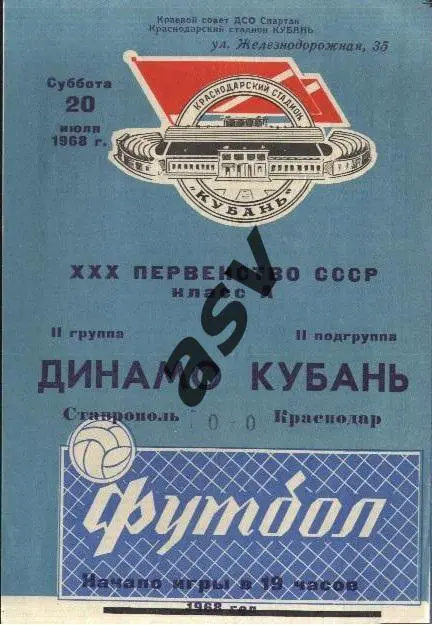 Краевой совет ДСО Спартак
Краснодарский стадион КУБАНЬ
ул. Железнодорожная, 35
Суббота
20
июля
1968 г.
КРАСНОДАРСКИЙ СТАДИОН
„КУБАНЬ“
XXX ПЕРВЕНСТВО СССР
класс А
II группа
II подгруппа
ДИНАМО КУБАНЬ
Ставрополь 0-0 Краснодар
Футбол
Начало игры в 19 часов
1968 год
asv